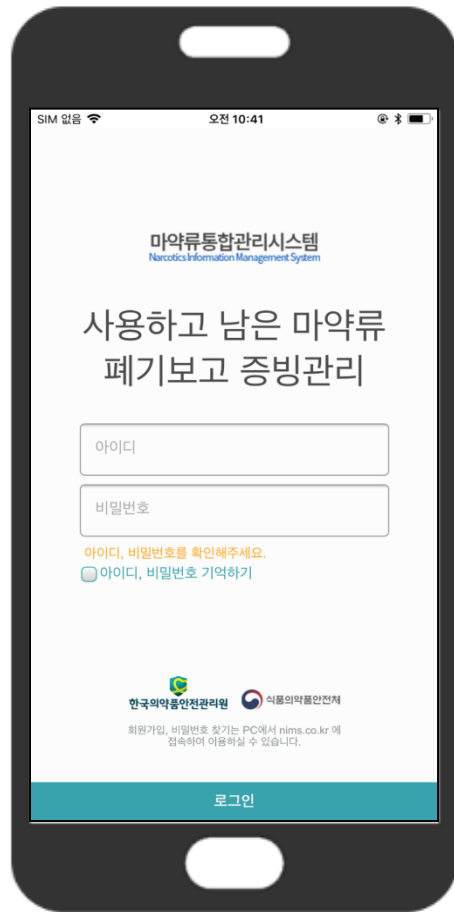 SIM 없음 오전 10:41
마약류통합관리시스템
Narcotics Information Management System
사용하고 남은 마약류
폐기보고 증빙관리
아이디
비밀번호
아이디, 비밀번호를 확인해주세요.
아이디, 비밀번호 기억하기
한국의약품안전관리원 식품의약품안전처
회원가입, 비밀번호 찾기는 PC에서 nims.co.kr 에
접속하여 이용하실 수 있습니다.
로그인